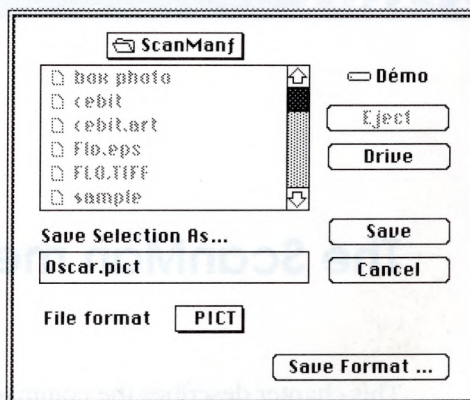 ScanManƒ
box photo
cebit
cebit.art
Flo.eps
FLO.TIFF
sample
Démo
Eject
Drive
Save Selection As...
Oscar.pict
Save
Cancel
File format PICT
Save Format ...